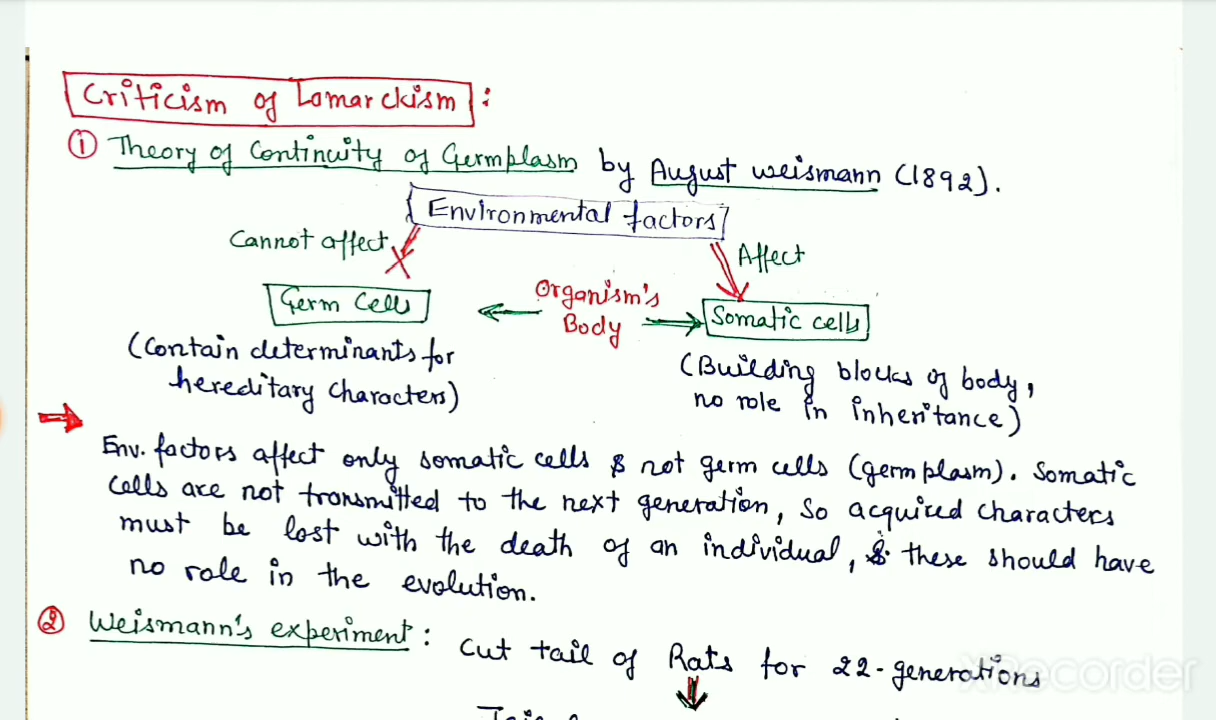 Criticism of Lamarckism :
① Theory of Continuity of Germplasm by August Weismann (1892).
Environmental factors
Cannot affect
Affect
Germ Cells
Organism's
Body
Somatic cells
(Contain determinants for
hereditary characters)
(Building blocks of body,
no role in inheritance)
Env. factors affect only somatic cells & not germ cells (germplasm). Somatic
cells are not transmitted to the next generation, so acquired characters
must be lost with the death of an individual, & these should have
no role in the evolution.
② Weismann's experiment : Cut tail of Rats for 22-generations
XRecorder